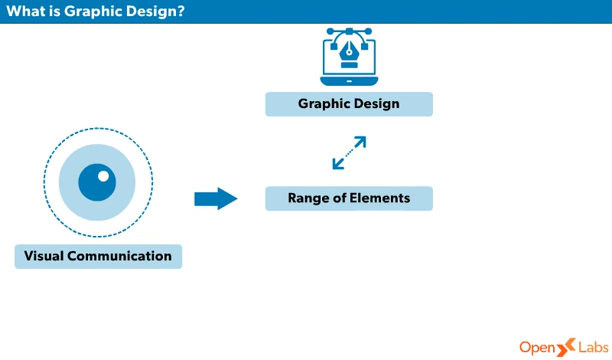 What is Graphic Design?
Graphic Design
Range of Elements
Visual Communication
Open Labs